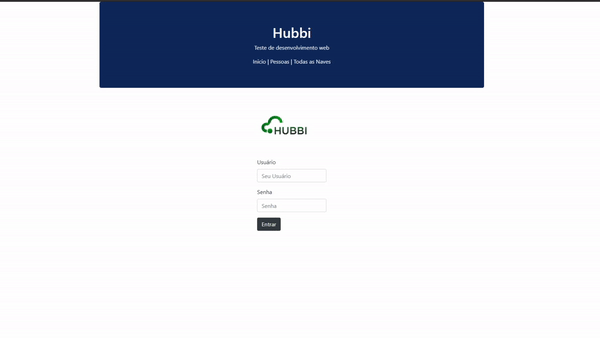 Hubbi
Teste de desenvolvimento web
Inicio | Pessoas | Todas as Naves
HUBBI
Usuário
Seu Usuário
Senha
Senha
Entrar